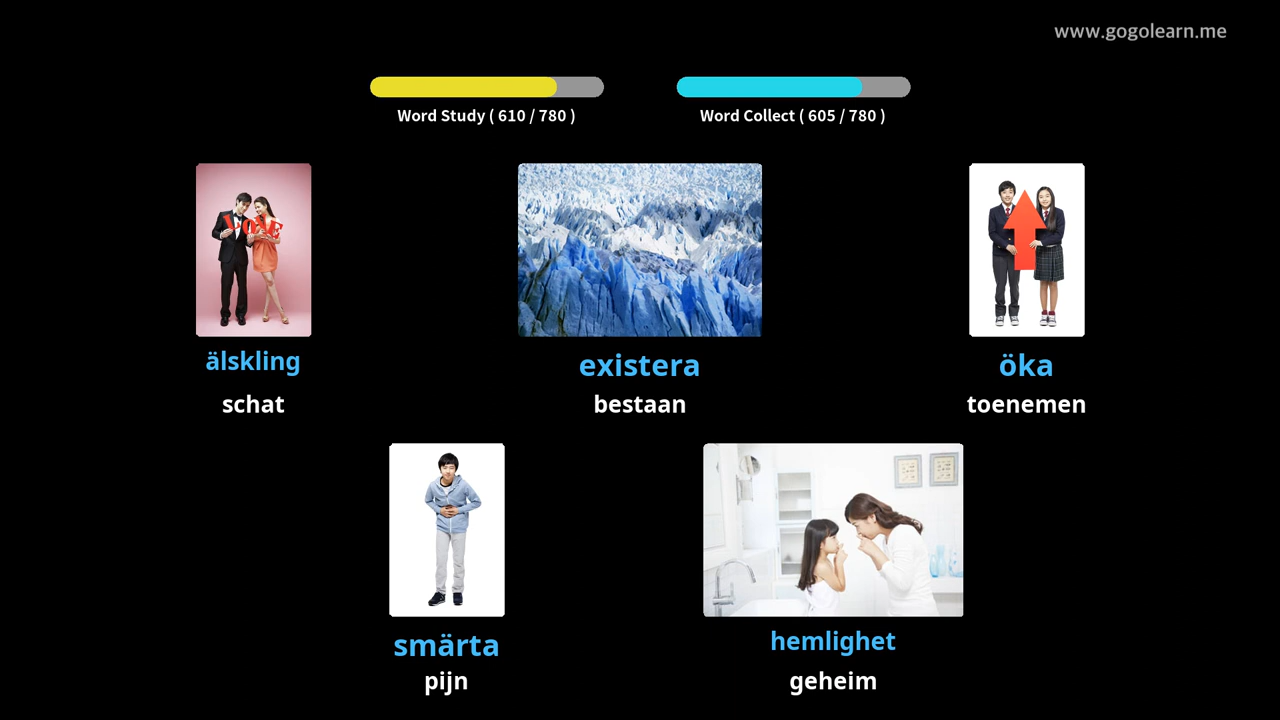 www.gogolearn.me
Word Study ( 610 / 780 )
Word Collect ( 605 / 780 )
LOVE
älskling
schat
existera
bestaan
öka
toenemen
smärta
pijn
hemlighet
geheim